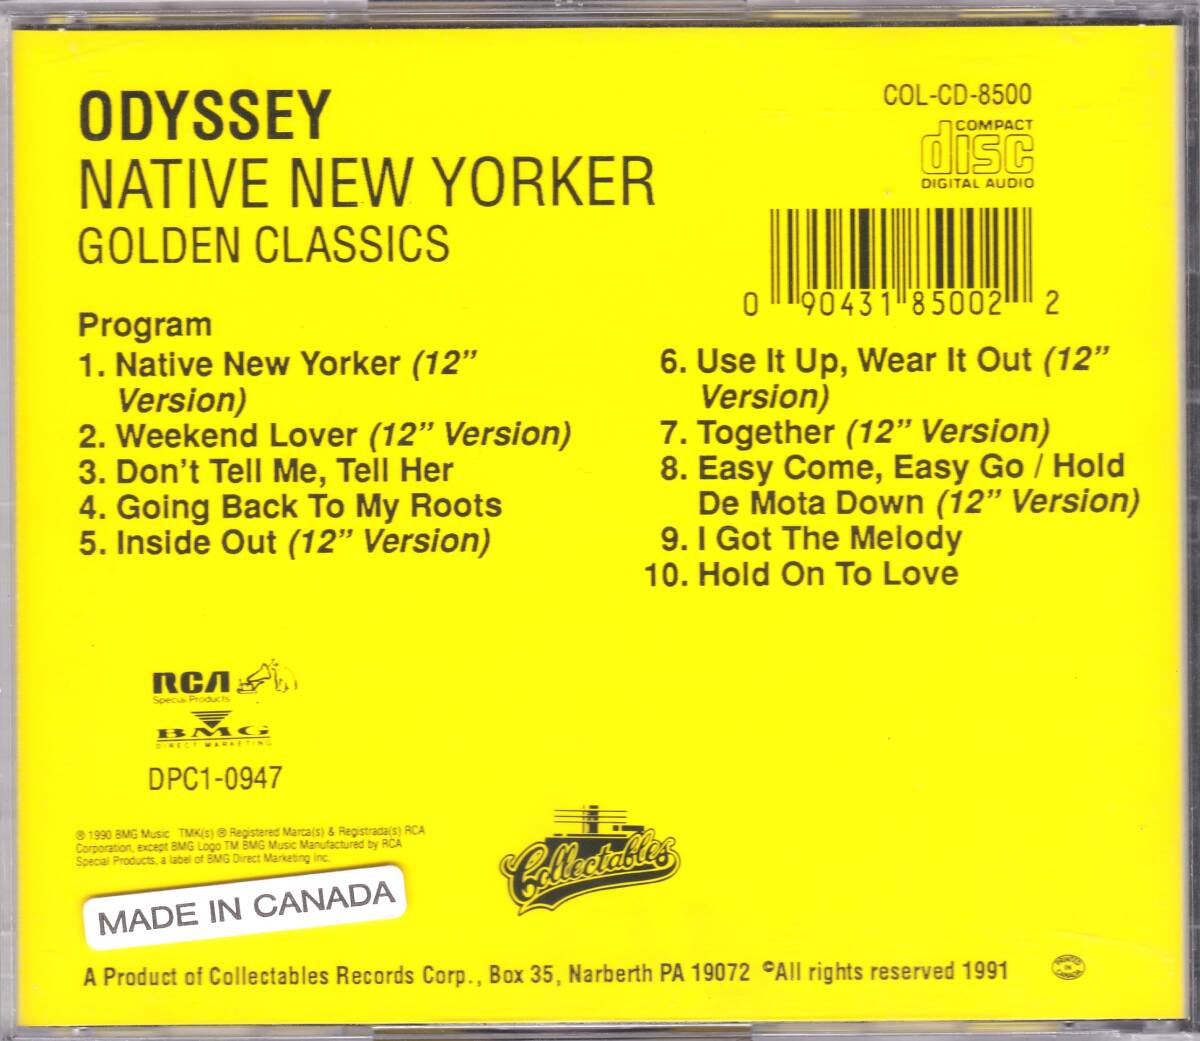 ODYSSEY
NATIVE NEW YORKER
GOLDEN CLASSICS
COL-CD-8500
COMPACT
disc
DIGITAL AUDIO
0 90431 85002 2
Program
1. Native New Yorker (12”
Version)
2. Weekend Lover (12” Version)
3. Don’t Tell Me, Tell Her
4. Going Back To My Roots
5. Inside Out (12” Version)
6. Use It Up, Wear It Out (12”
Version)
7. Together (12” Version)
8. Easy Come, Easy Go / Hold
De Mota Down (12” Version)
9. I Got The Melody
10. Hold On To Love
RCA
Special Products
BMG
DIRECT MARKETING
DPC1-0947
℗ 1990 BMG Music TMK(s) ® Registered Marca(s) & Registrada(s) RCA
Corporation, except BMG Logo TM BMG Music Manufactured by RCA
Special Products, a label of BMG Direct Marketing Inc.
Collectables
MADE IN CANADA
A Product of Collectables Records Corp., Box 35, Narberth PA 19072 ©All rights reserved 1991
PRINTED
IN
CANADA